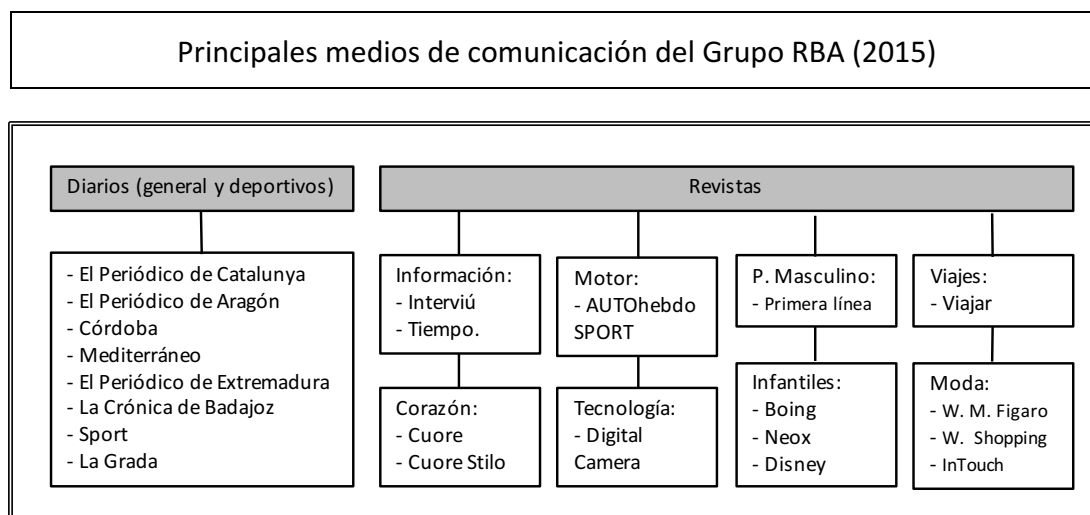 Principales medios de comunicación del Grupo RBA (2015)
Diarios (general y deportivos)
- El Periódico de Catalunya
- El Periódico de Aragón
- Córdoba
- Mediterráneo
- El Periódico de Extremadura
- La Crónica de Badajoz
- Sport
- La Grada
Revistas
Información:
- Interviú
- Tiempo.
Corazón:
- Cuore
- Cuore Stilo
Motor:
- AUTOhebdo
SPORT
Tecnología:
- Digital
Camera
P. Masculino:
- Primera línea
Infantiles:
- Boing
- Neox
- Disney
Viajes:
- Viajar
Moda:
- W. M. Figaro
- W. Shopping
- InTouch